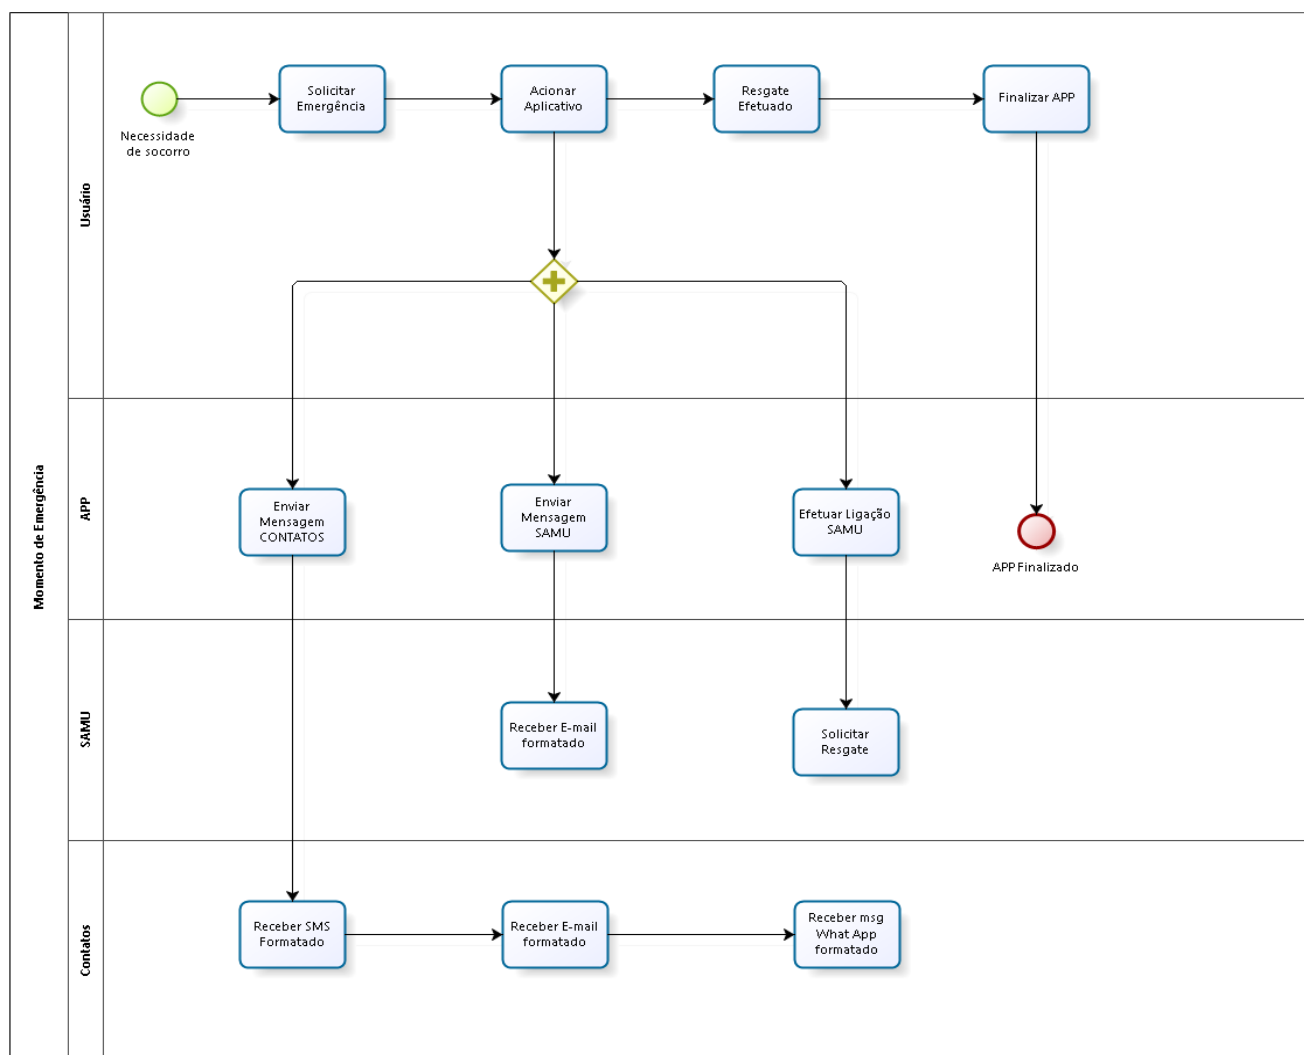 Momento de Emergência
Usuário
Necessidade
de socorro
Solicitar
Emergência
Acionar
Aplicativo
Resgate
Efetuado
Finalizar APP
APP
Enviar
Mensagem
CONTATOS
Enviar
Mensagem
SAMU
Efetuar Ligação
SAMU
APP Finalizado
SAMU
Receber E-mail
formatado
Solicitar
Resgate
Contatos
Receber SMS
Formatado
Receber E-mail
formatado
Receber msg
What App
formatado